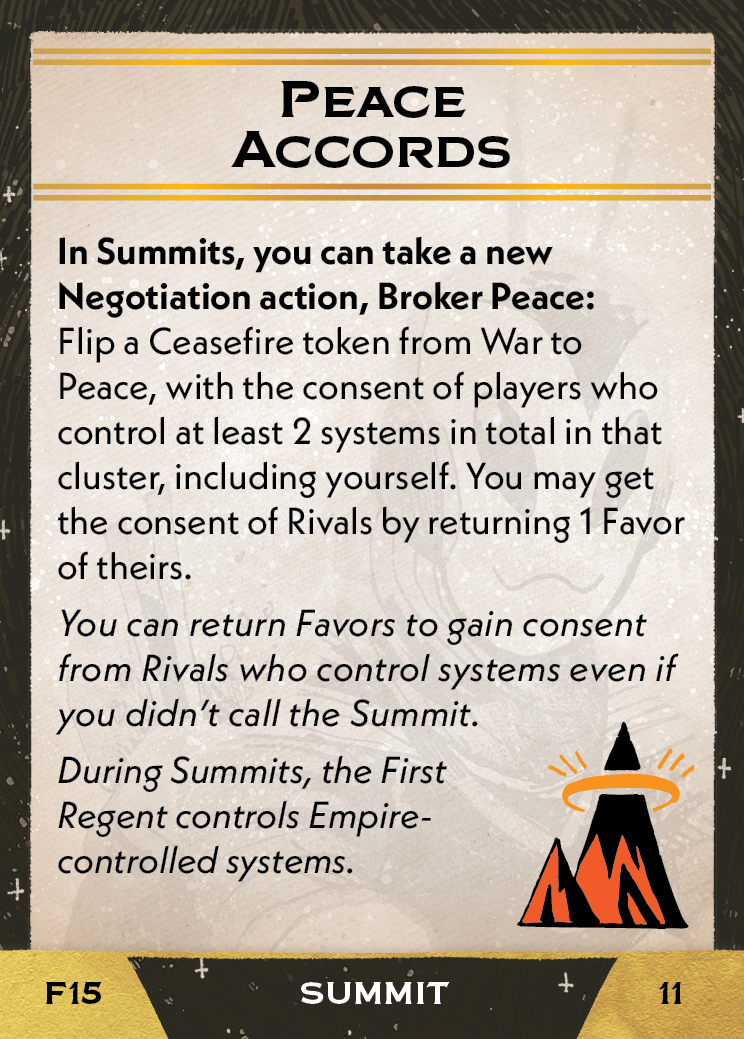 Peace
Accords
In Summits, you can take a new
Negotiation action, Broker Peace:
Flip a Ceasefire token from War to
Peace, with the consent of players who
control at least 2 systems in total in that
cluster, including yourself. You may get
the consent of Rivals by returning 1 Favor
of theirs.
You can return Favors to gain consent
from Rivals who control systems even if
you didn't call the Summit.
During Summits, the First
Regent controls Empire-
controlled systems.
F15
SUMMIT
11